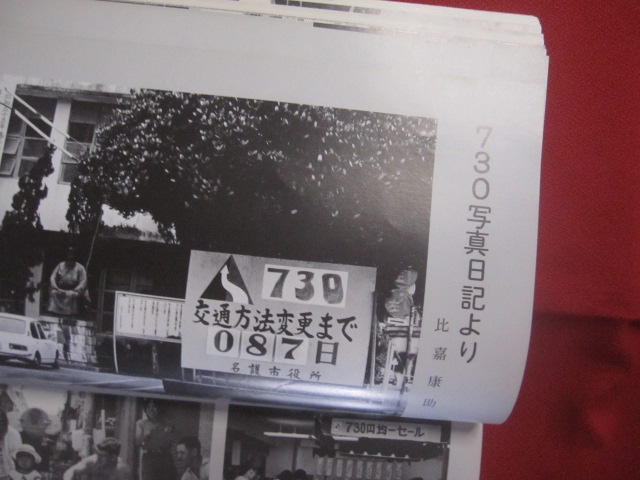 730写真日記より
比嘉康助
730
交通方法変更まで
087日
名護市役所
730円均一セール